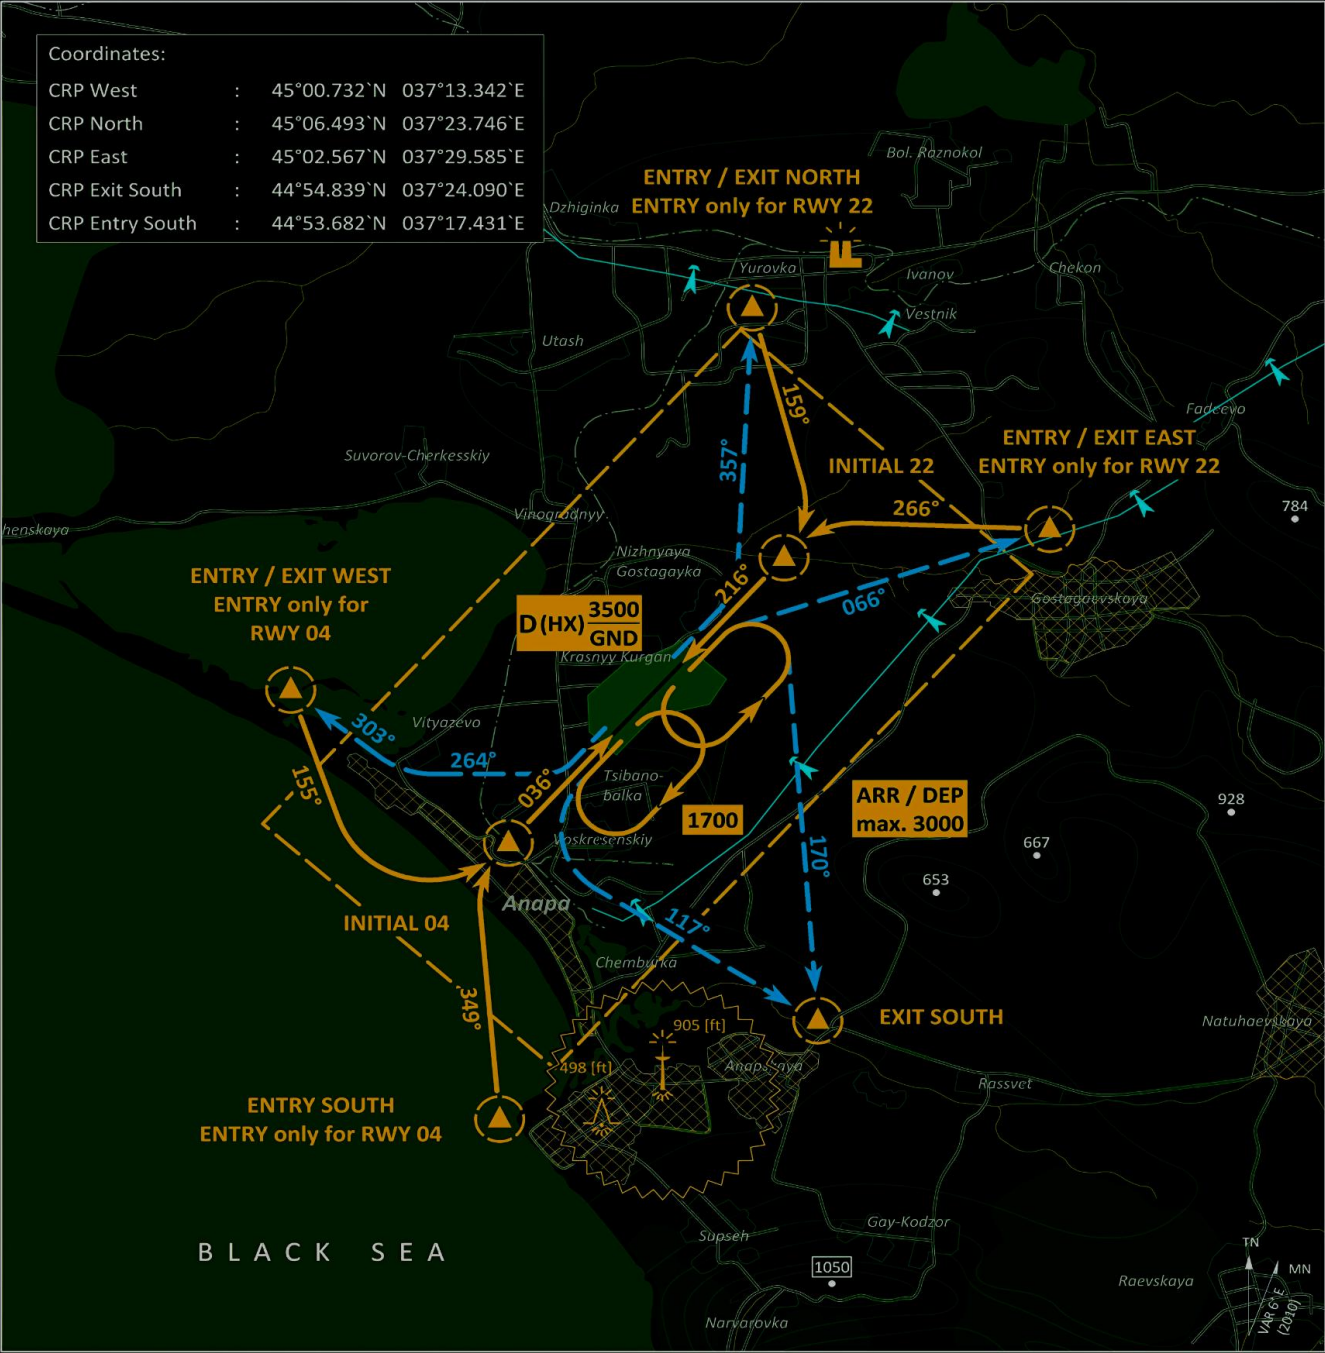 Coordinates:
CRP West : 45°00.732`N 037°13.342`E
CRP North : 45°06.493`N 037°23.746`E
CRP East : 45°02.567`N 037°29.585`E
CRP Exit South : 44°54.839`N 037°24.090`E
CRP Entry South : 44°53.682`N 037°17.431`E
Bol. Raznokol
ENTRY / EXIT NORTH
ENTRY only for RWY 22
Dzhiginka
Yurovka
Ivanov
Chekon
Vestnik
Utash
159°
Fadeevo
357°
ENTRY / EXIT EAST
ENTRY only for RWY 22
INITIAL 22
Suvorov-Cherkesskiy
266°
784
Vinogradnyy
henskaya
Nizhnyaya
Gostagayka
216°
ENTRY / EXIT WEST
ENTRY only for
RWY 04
066°
Gostagaevskaya
D (HX) 3500
GND
Krasnyy Kurgan
Vityazevo
303°
264°
155°
036°
Tsibano-
balka
1700
ARR / DEP
max. 3000
928
Voskresenskiy
667
170°
653
Anapa
INITIAL 04
117°
Chemburka
349°
EXIT SOUTH
905 [ft]
Natuhaevskaya
498 [ft]
Rassvet
ENTRY SOUTH
ENTRY only for RWY 04
BLACK SEA
Gay-Kodzor
Supseh
TN
MN
1050
Raevskaya
VAR 6° E
(2010)
Narvarovka